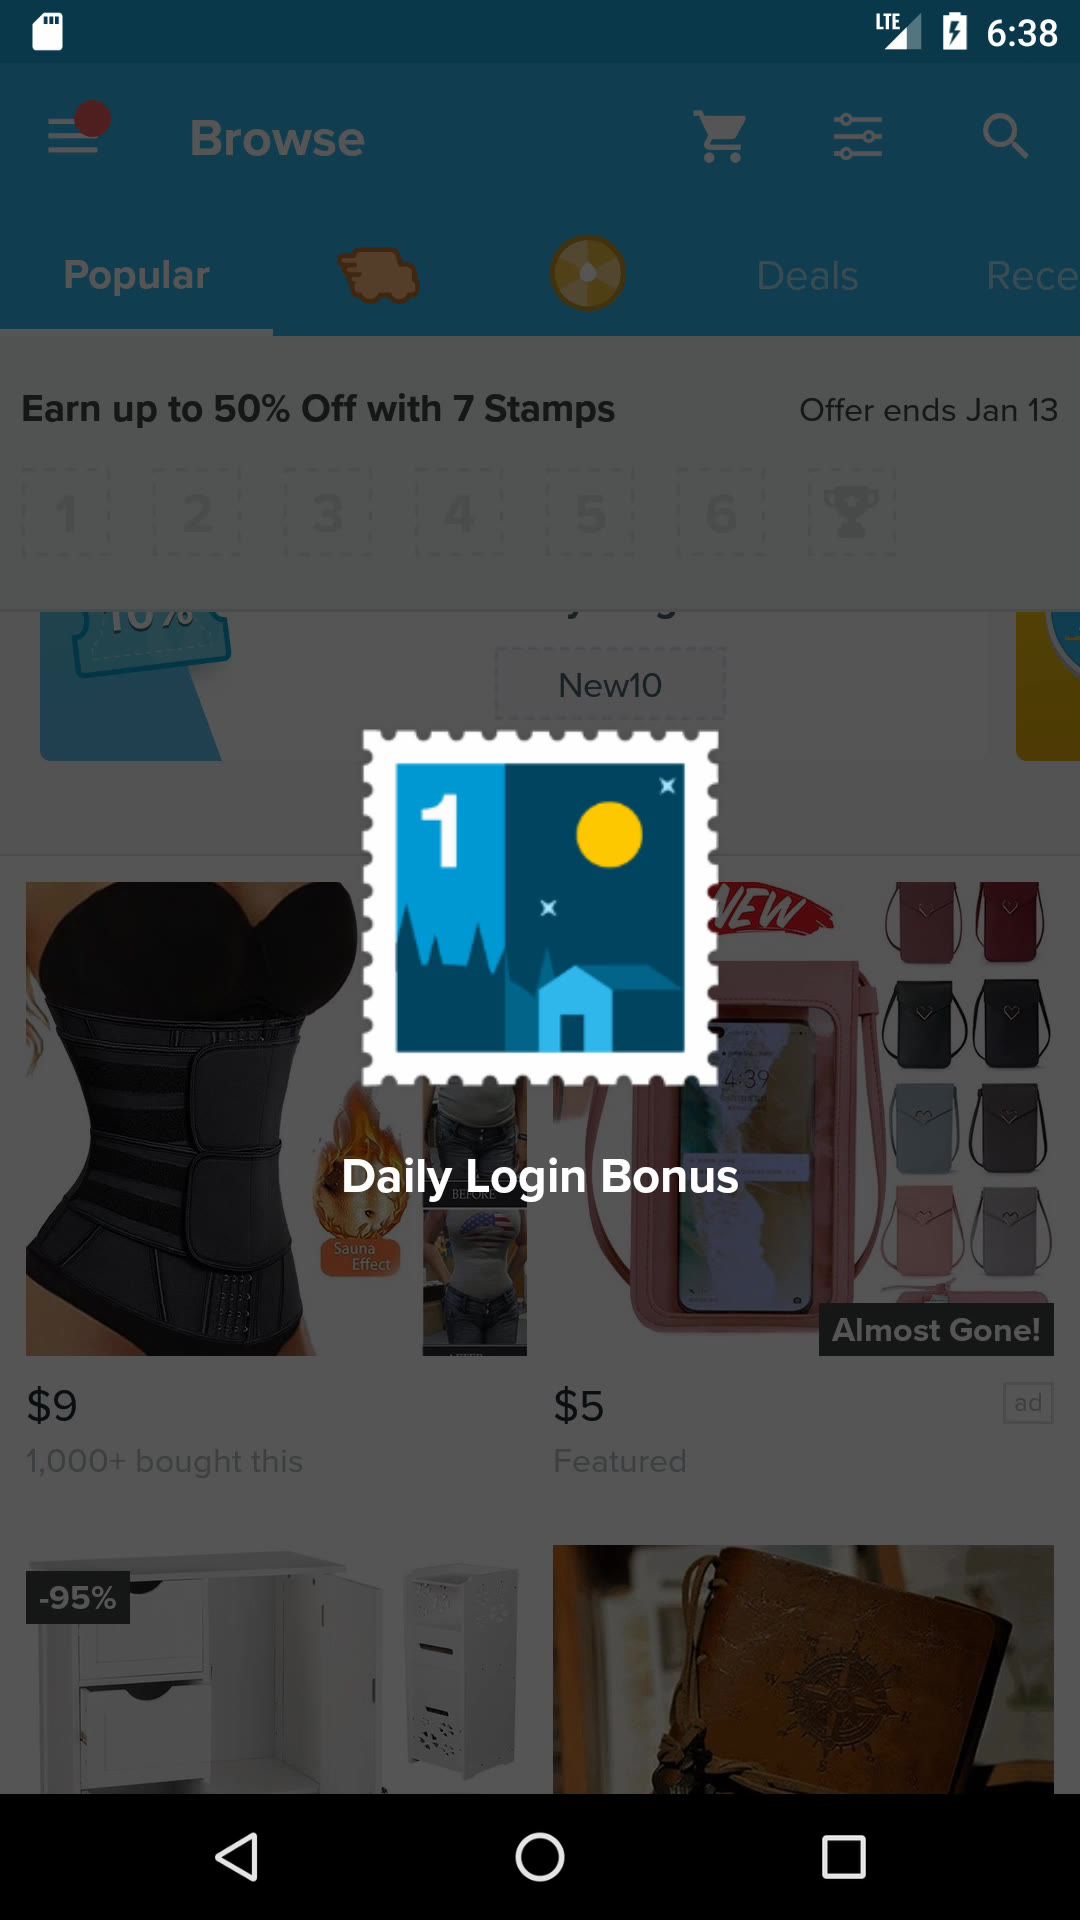 LTE 6:38
Browse
Popular Deals Rece
Earn up to 50% Off with 7 Stamps Offer ends Jan 13
1 2 3 4 5 6
10%
New10
1
NEW
4:39
Daily Login Bonus
BEFORE
Sauna
Effect
AFTER
Almost Gone!
$9
1,000+ bought this
$5 ad
Featured
-95%